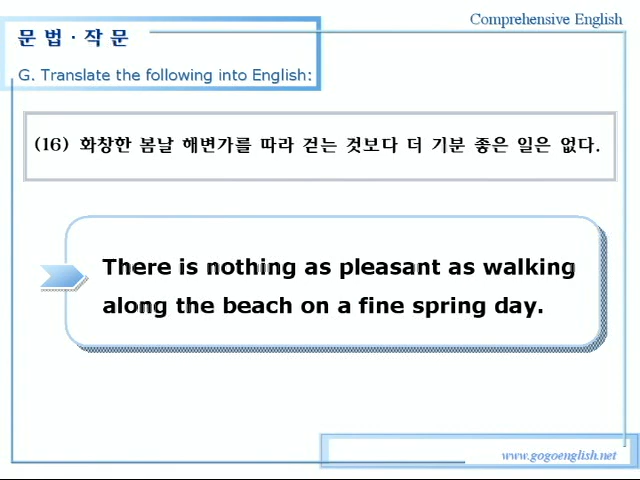 Comprehensive English
문 법 · 작 문
G. Translate the following into English:
(16) 화창한 봄날 해변가를 따라 걷는 것보다 더 기분 좋은 일은 없다.
There is nothing as pleasant as walking
along the beach on a fine spring day.
www.gogoenglish.net